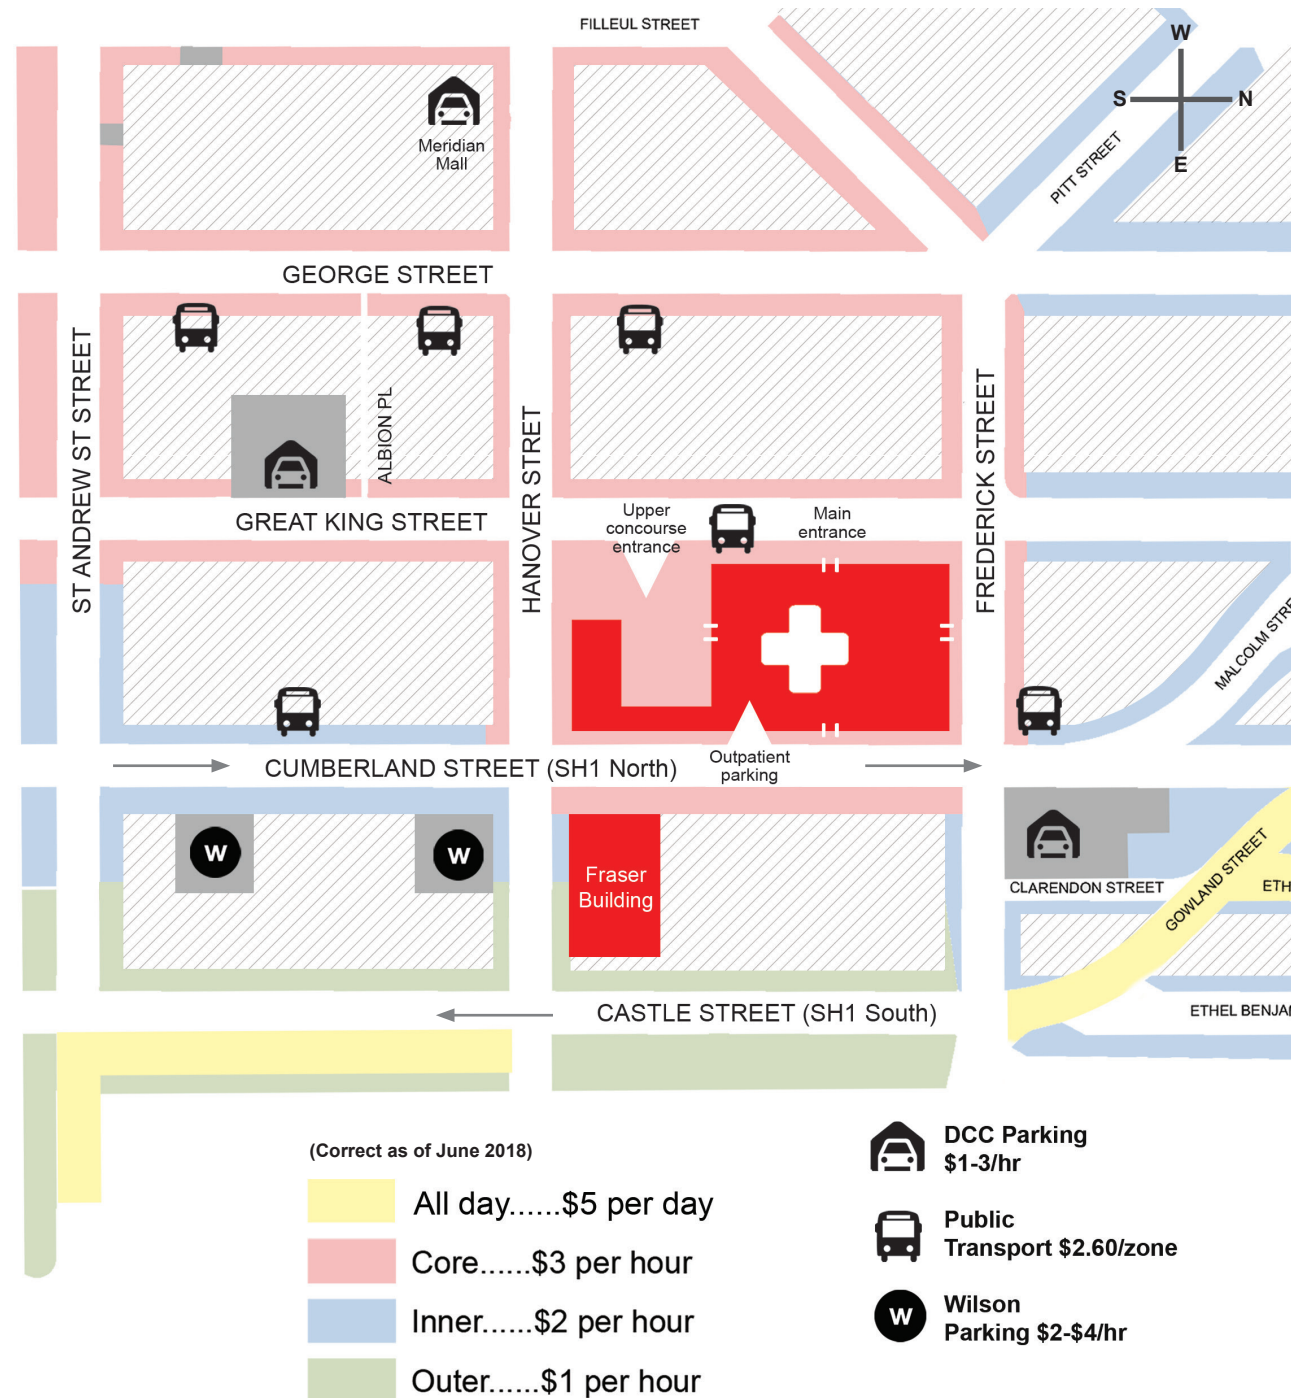 FILLEUL STREET
W
S
N
E
PITT STREET
Meridian
Mall
GEORGE STREET
ST ANDREW ST STREET
ALBION PL
HANOVER STRET
FREDERICK STREET
GREAT KING STREET
Upper
concourse
entrance
Main
entrance
MALCOLM STRE
Outpatient
parking
CUMBERLAND STREET (SH1 North)
W
W
Fraser
Building
CLARENDON STREET
GOWLAND STREET
ETH
CASTLE STREET (SH1 South)
ETHEL BENJA
(Correct as of June 2018)
All day......$5 per day
Core......$3 per hour
Inner......$2 per hour
Outer......$1 per hour
DCC Parking
$1-3/hr
Public
Transport $2.60/zone
W
Wilson
Parking $2-$4/hr